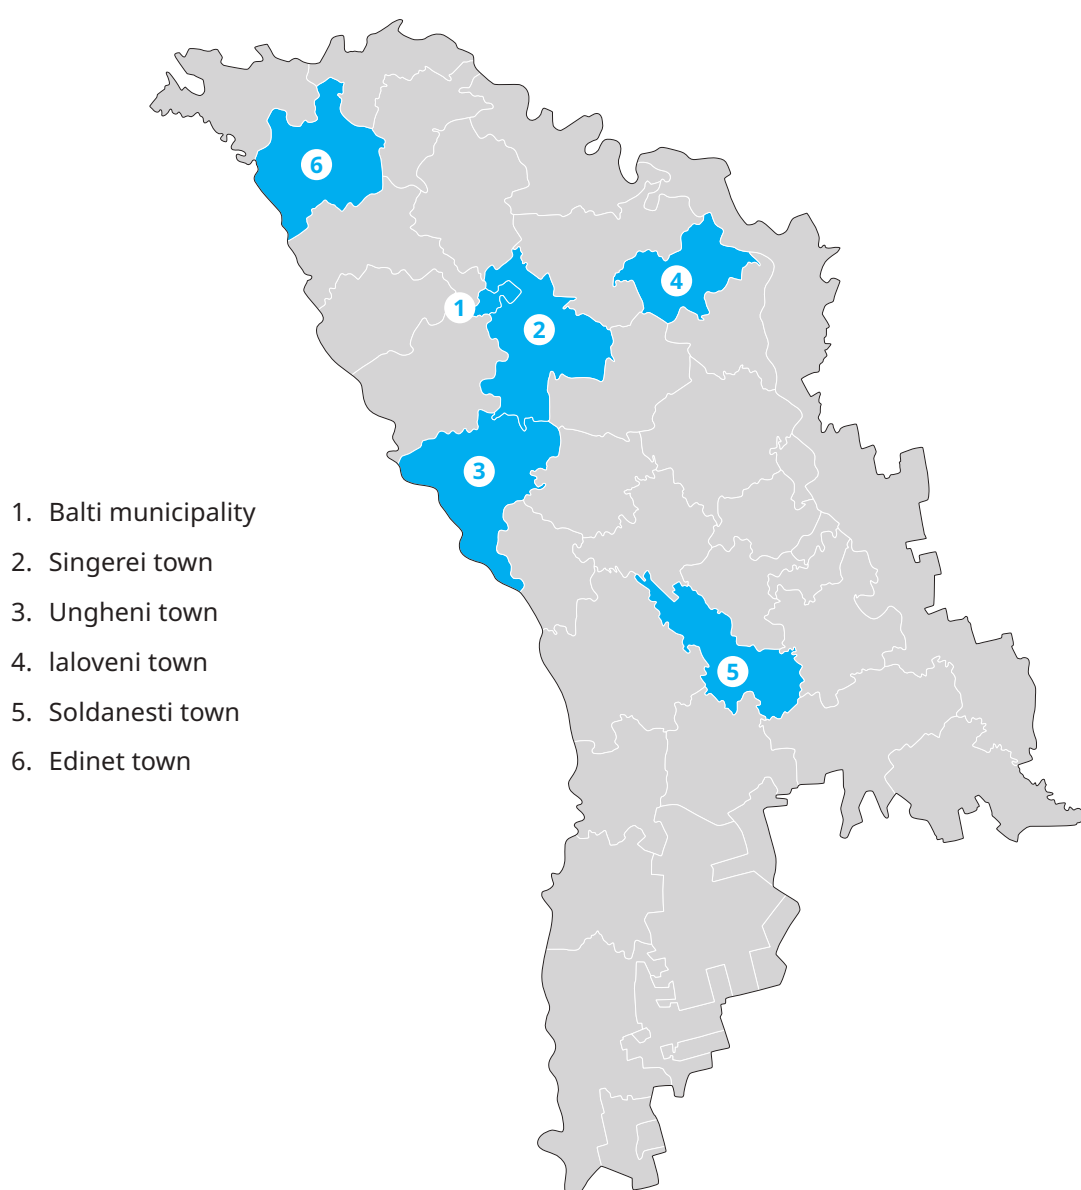 6
4
1
2
3
5
1. Balti municipality
2. Singerei town
3. Ungheni town
4. laloveni town
5. Soldanesti town
6. Edinet town